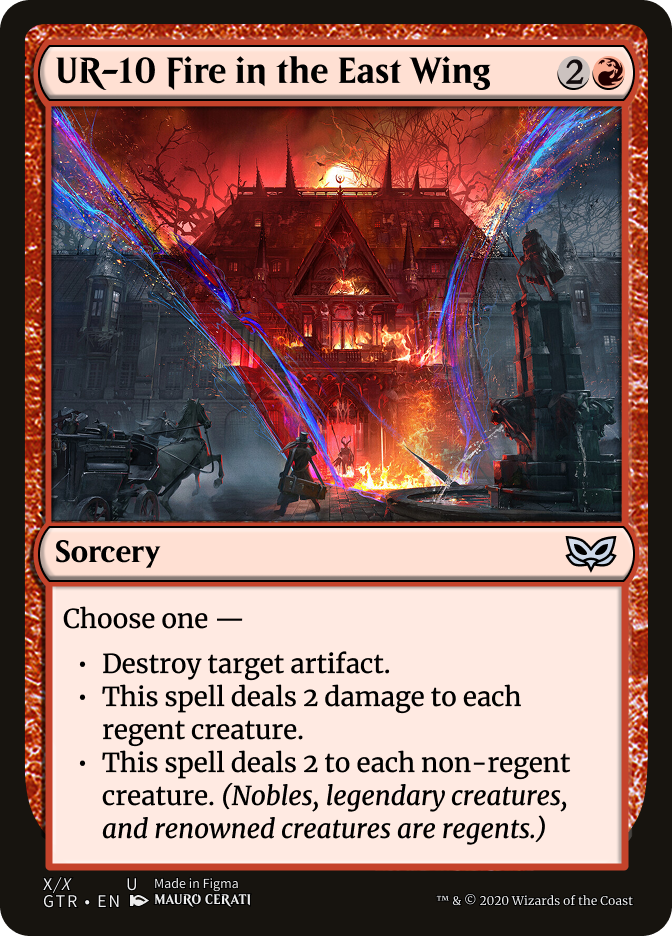 UR-10 Fire in the East Wing 2
Sorcery
Choose one —
• Destroy target artifact.
• This spell deals 2 damage to each
regent creature.
• This spell deals 2 to each non-regent
creature. (Nobles, legendary creatures,
and renowned creatures are regents.)
X/X U Made in Figma
GTR • EN MAURO CERATI ™ & © 2020 Wizards of the Coast